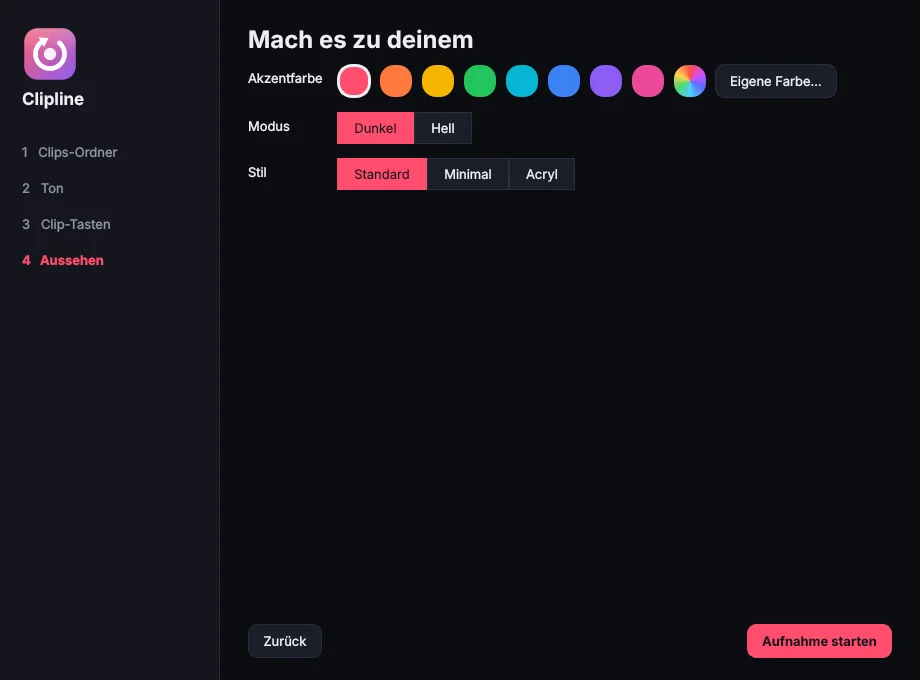 Clipline
1 Clips-Ordner
2 Ton
3 Clip-Tasten
4 Aussehen
Mach es zu deinem
Akzentfarbe
Eigene Farbe...
Modus
Dunkel
Hell
Stil
Standard
Minimal
Acryl
Zurück
Aufnahme starten